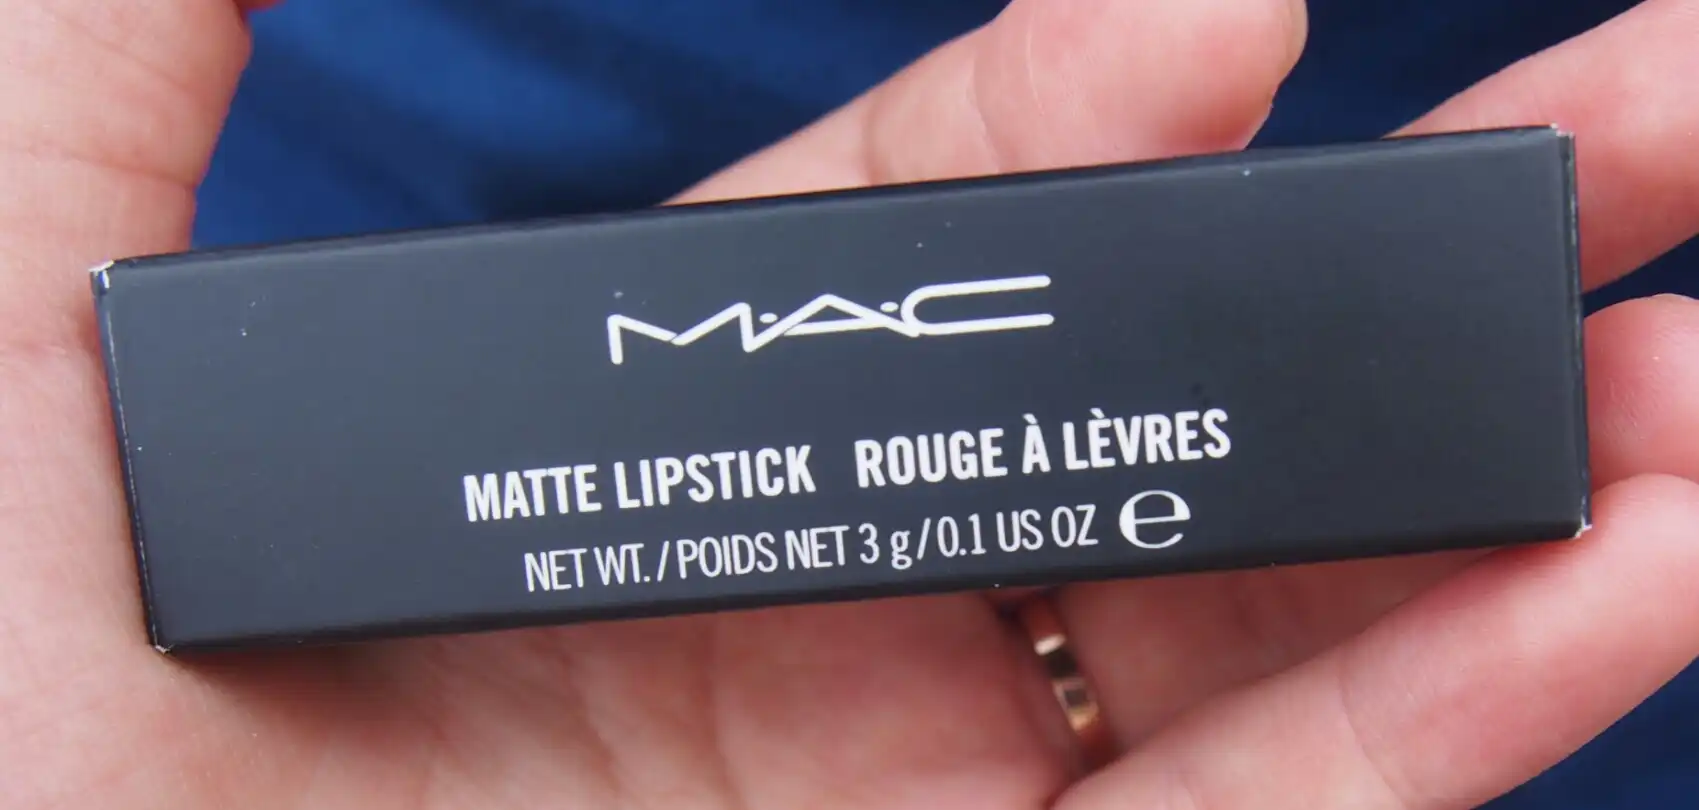 M·A·C
MATTE LIPSTICK ROUGE À LÈVRES
NET WT. / POIDS NET 3 g / 0.1 US OZ ℮